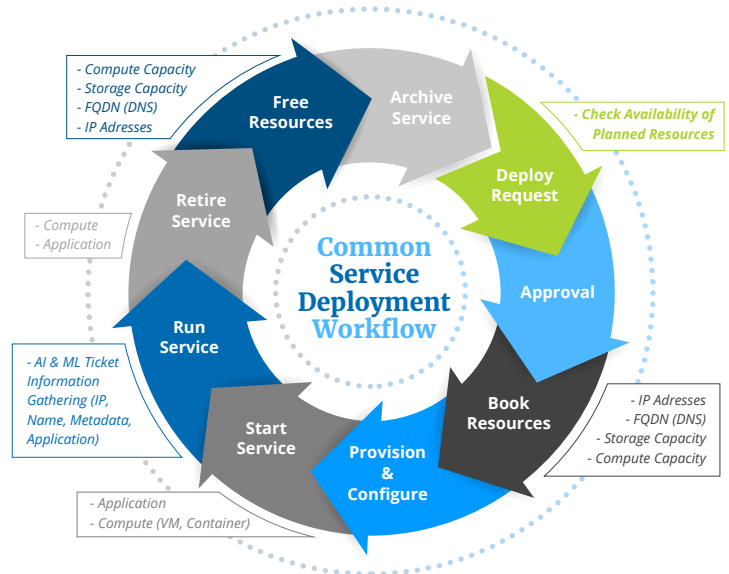 Common
Service
Deployment
Workflow
Archive
Service
Deploy
Request
- Check Availability of
Planned Resources
Approval
Book
Resources
- IP Adresses
- FQDN (DNS)
- Storage Capacity
- Compute Capacity
Provision
&
Configure
Start
Service
- Application
- Compute (VM, Container)
Run
Service
- AI & ML Ticket
Information
Gathering (IP,
Name, Metadata,
Application)
Retire
Service
- Compute
- Application
Free
Resources
- Compute Capacity
- Storage Capacity
- FQDN (DNS)
- IP Adresses